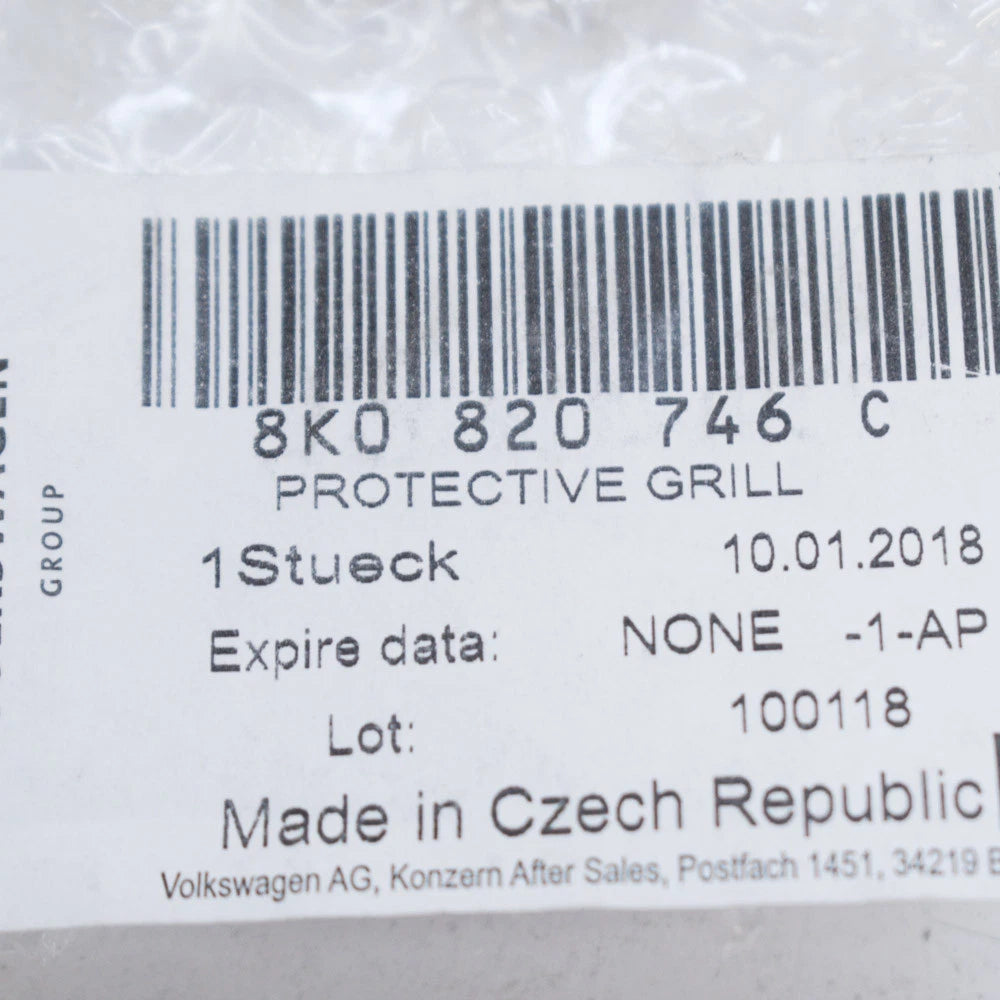 8K0 820 746 C
PROTECTIVE GRILL
1Stueck 10.01.2018
Expire data: NONE -1-AP
Lot: 100118
Made in Czech Republic
Volkswagen AG, Konzern After Sales, Postfach 1451, 34219
GROUP